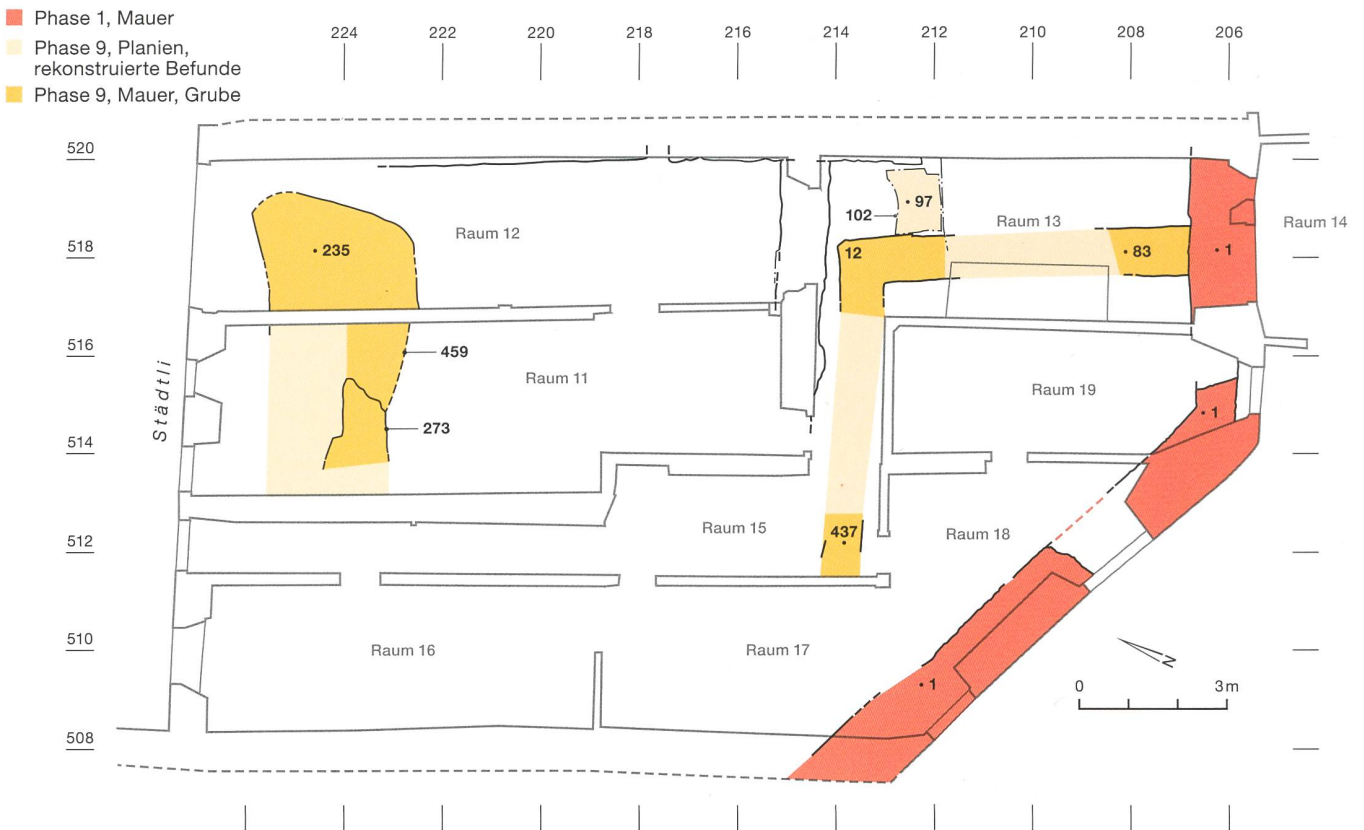 Phase 1, Mauer
Phase 9, Planien,
rekonstruierte Befunde
Phase 9, Mauer, Grube
224 222 220 218 216 214 212 210 208 206
520
518
516
514
512
510
508
Städtli
235
Raum 12
102
97
Raum 13
Raum 14
12
83
1
459
Raum 11
Raum 19
273
1
Raum 15
437
Raum 18
Raum 16
Raum 17
1
N
0 3 m